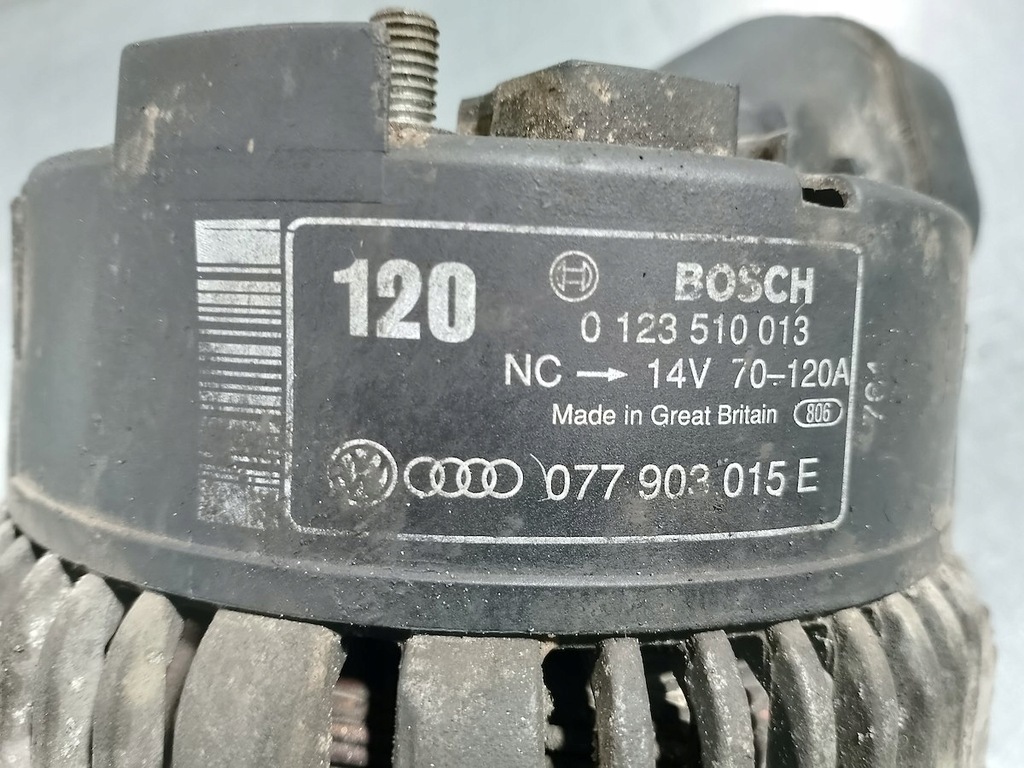 120
BOSCH
0 123 510 013
NC → 14V 70-120A
Made in Great Britain 806
077 903 015 E